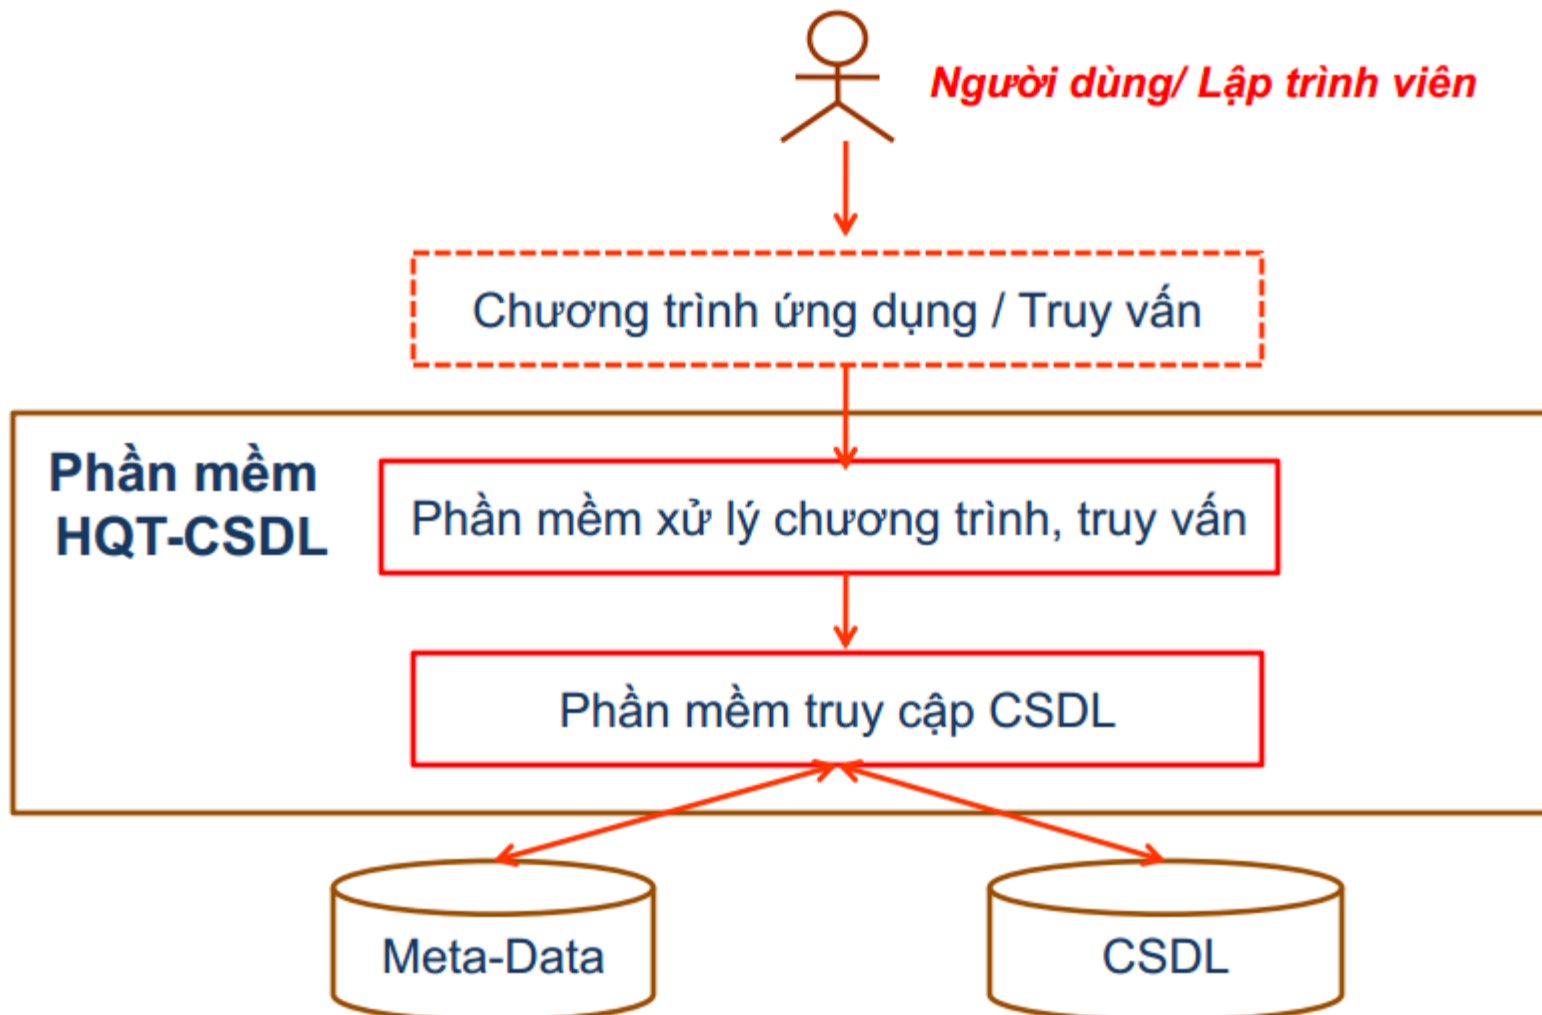 Người dùng/ Lập trình viên
Chương trình ứng dụng / Truy vấn
Phần mềm
HQT-CSDL
Phần mềm xử lý chương trình, truy vấn
Phần mềm truy cập CSDL
Meta-Data
CSDL